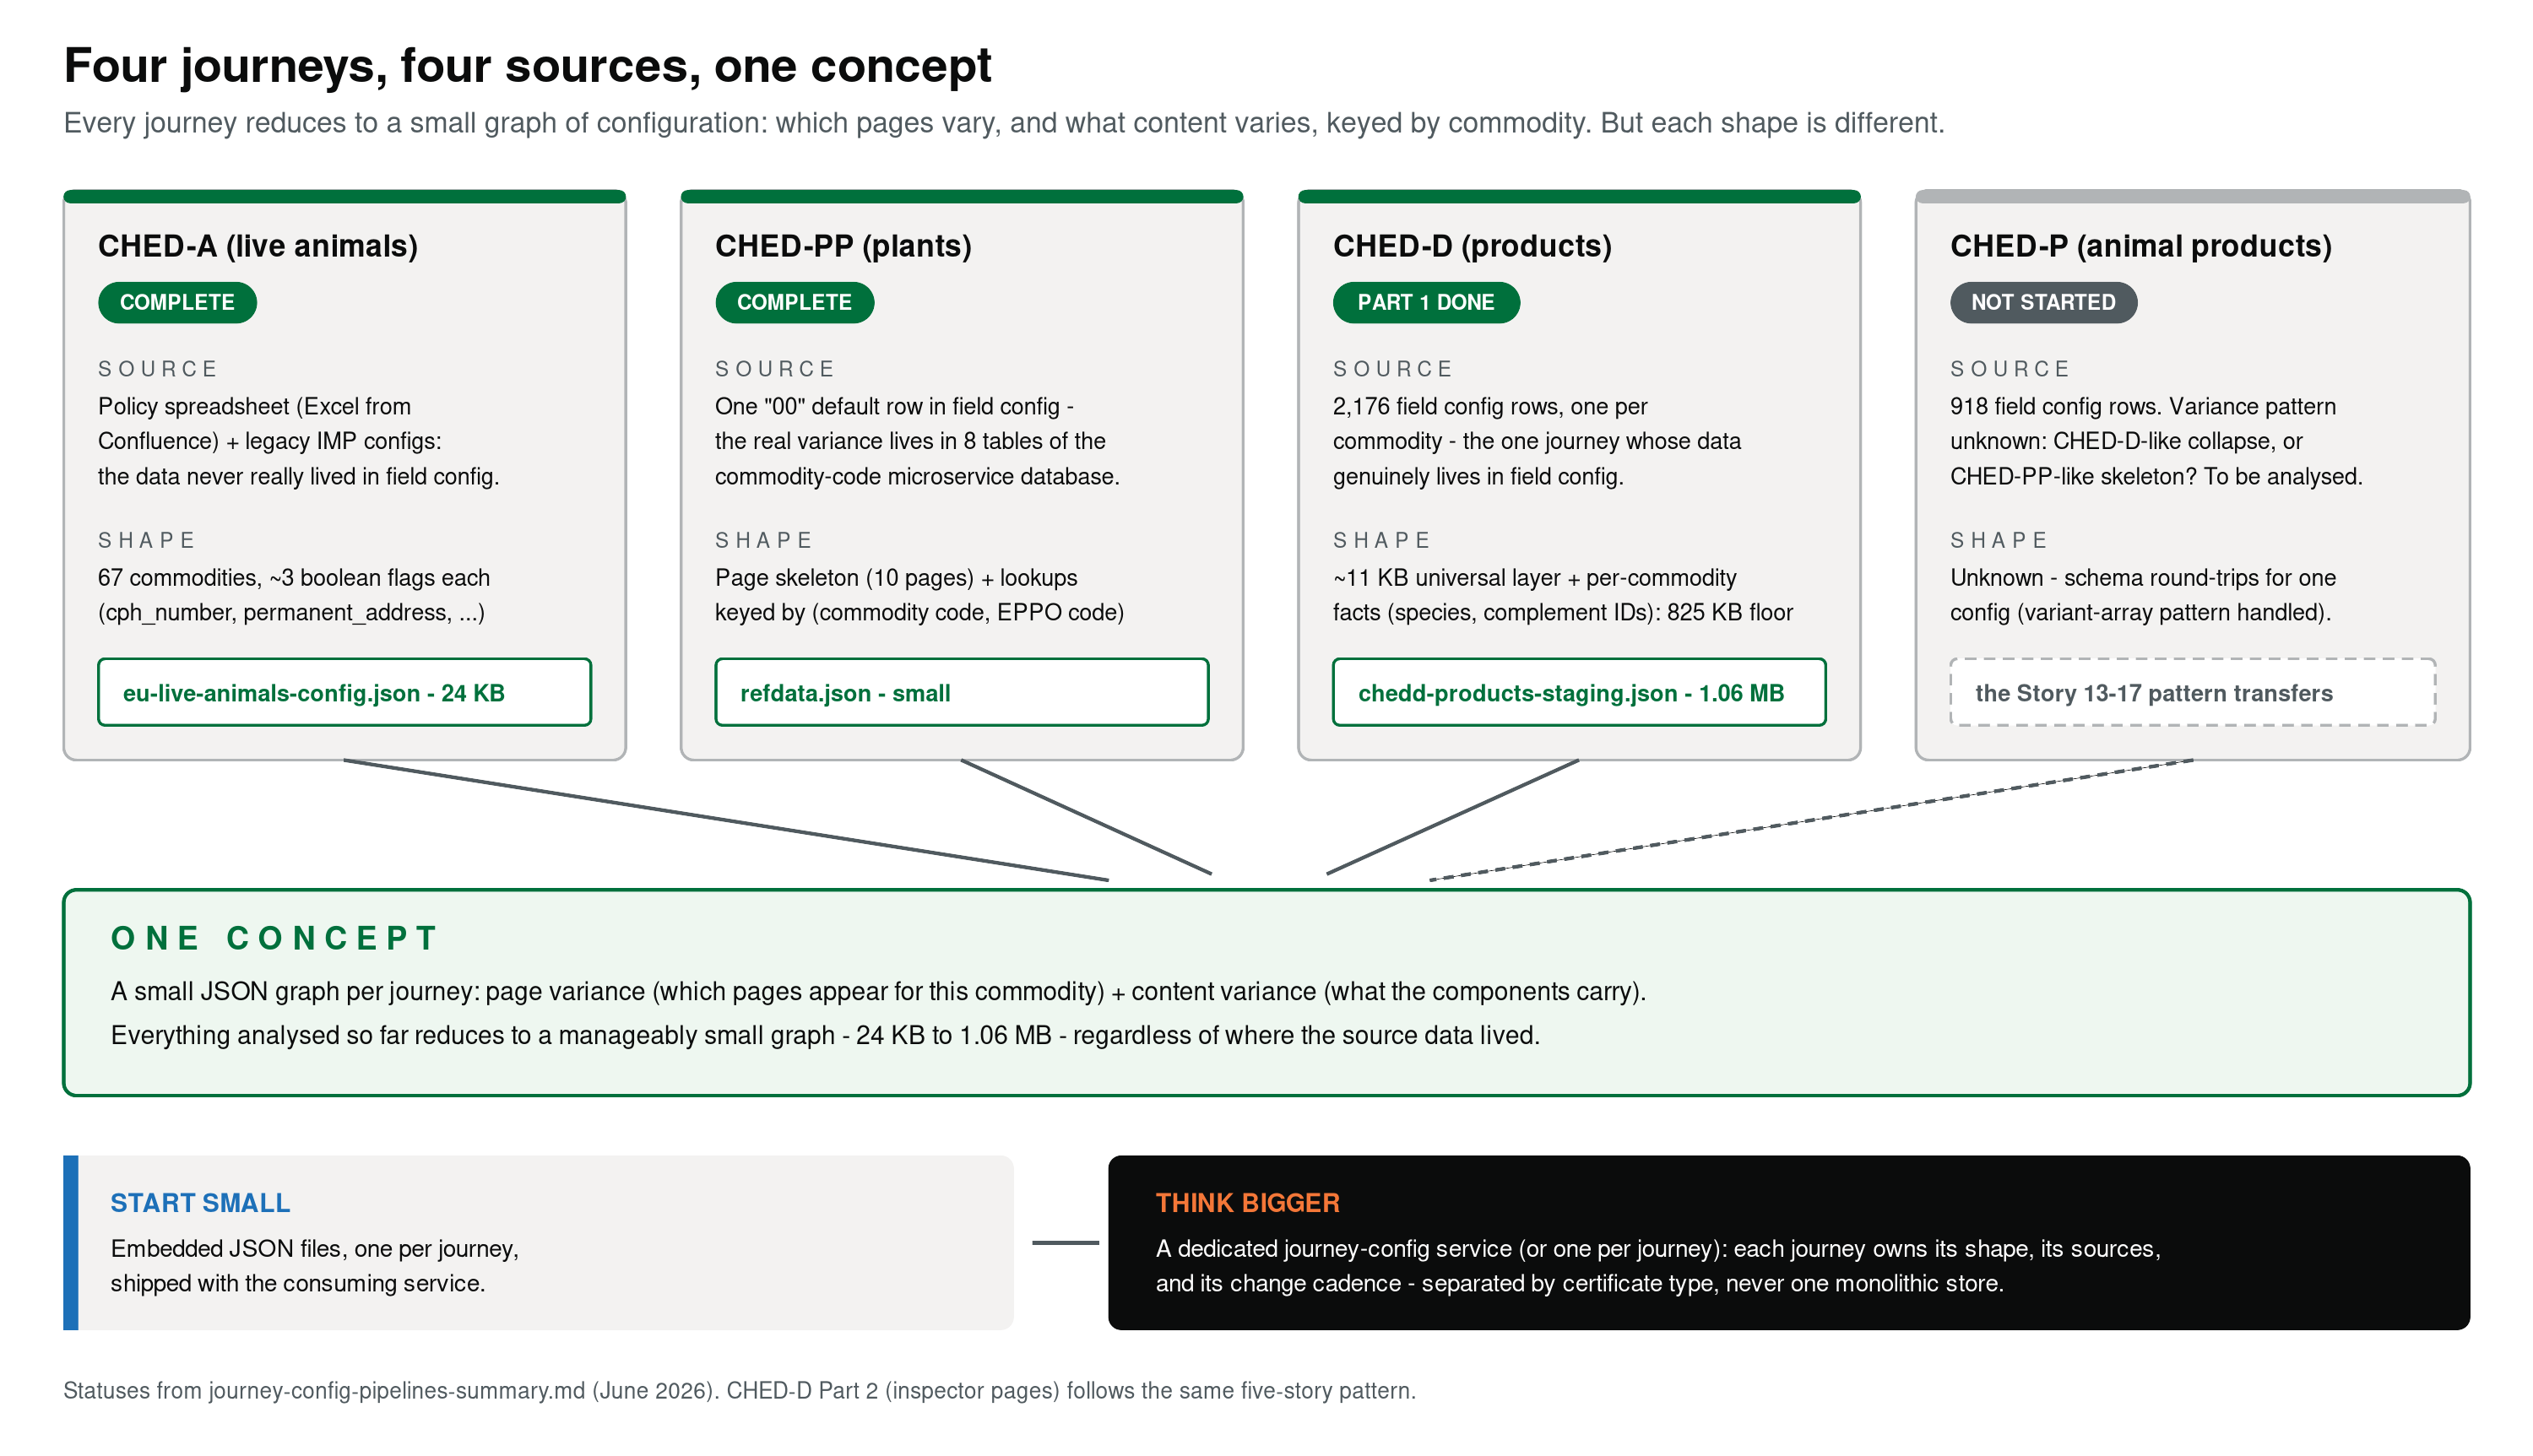 Four journeys, four sources, one concept
Every journey reduces to a small graph of configuration: which pages vary, and what content varies, keyed by commodity. But each shape is different.
CHED-A (live animals)
COMPLETE
SOURCE
Policy spreadsheet (Excel from
Confluence) + legacy IMP configs:
the data never really lived in field config.
SHAPE
67 commodities, ~3 boolean flags each
(cph_number, permanent_address, ...)
eu-live-animals-config.json - 24 KB
CHED-PP (plants)
COMPLETE
SOURCE
One "00" default row in field config -
the real variance lives in 8 tables of the
commodity-code microservice database.
SHAPE
Page skeleton (10 pages) + lookups
keyed by (commodity code, EPPO code)
refdata.json - small
CHED-D (products)
PART 1 DONE
SOURCE
2,176 field config rows, one per
commodity - the one journey whose data
genuinely lives in field config.
SHAPE
~11 KB universal layer + per-commodity
facts (species, complement IDs): 825 KB floor
chedd-products-staging.json - 1.06 MB
CHED-P (animal products)
NOT STARTED
SOURCE
918 field config rows. Variance pattern
unknown: CHED-D-like collapse, or
CHED-PP-like skeleton? To be analysed.
SHAPE
Unknown - schema round-trips for one
config (variant-array pattern handled).
the Story 13-17 pattern transfers
ONE CONCEPT
A small JSON graph per journey: page variance (which pages appear for this commodity) + content variance (what the components carry).
Everything analysed so far reduces to a manageably small graph - 24 KB to 1.06 MB - regardless of where the source data lived.
START SMALL
Embedded JSON files, one per journey,
shipped with the consuming service.
THINK BIGGER
A dedicated journey-config service (or one per journey): each journey owns its shape, its sources,
and its change cadence - separated by certificate type, never one monolithic store.
Statuses from journey-config-pipelines-summary.md (June 2026). CHED-D Part 2 (inspector pages) follows the same five-story pattern.